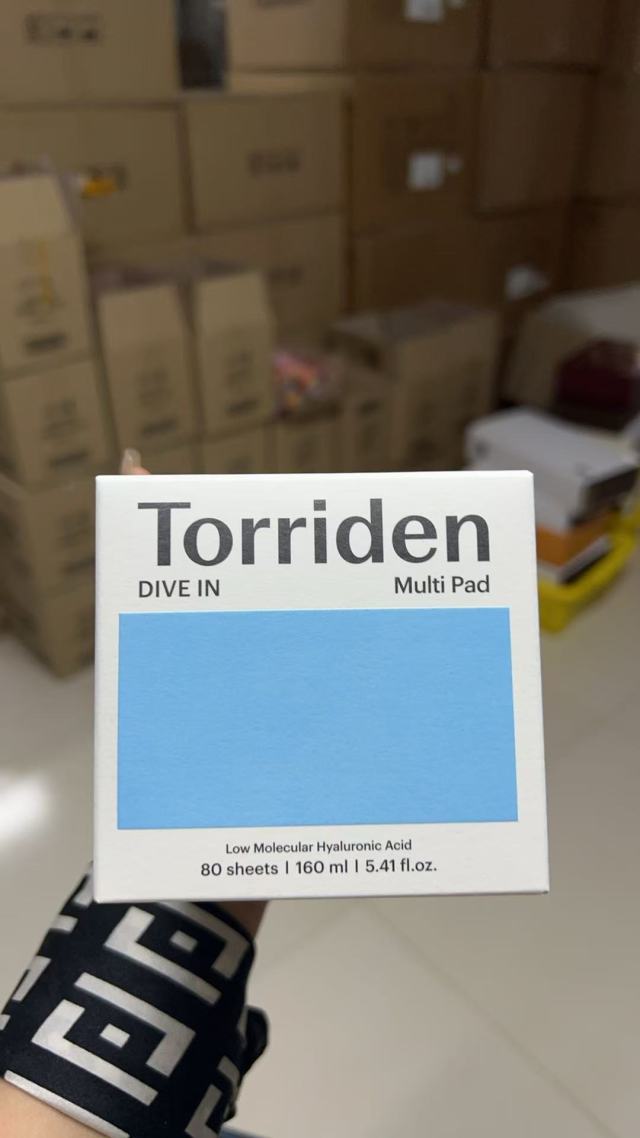 Torriden
DIVE IN Multi Pad
Low Molecular Hyaluronic Acid
80 sheets | 160 ml | 5.41 fl.oz.